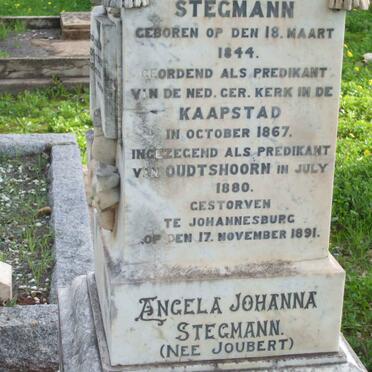 STEGMANN
GEBOREN OP DEN 18. MAART
1844.
GEORDEND ALS PREDIKANT
VAN DE NED. GER. KERK IN DE
KAAPSTAD
IN OCTOBER 1867.
INGEZEGEND ALS PREDIKANT
VAN OUDTSHOORN IN JULY
1880.
GESTORVEN
TE JOHANNESBURG
OP DEN 17. NOVEMBER 1891.
ANGELA JOHANNA
STEGMANN.
(NEE JOUBERT)